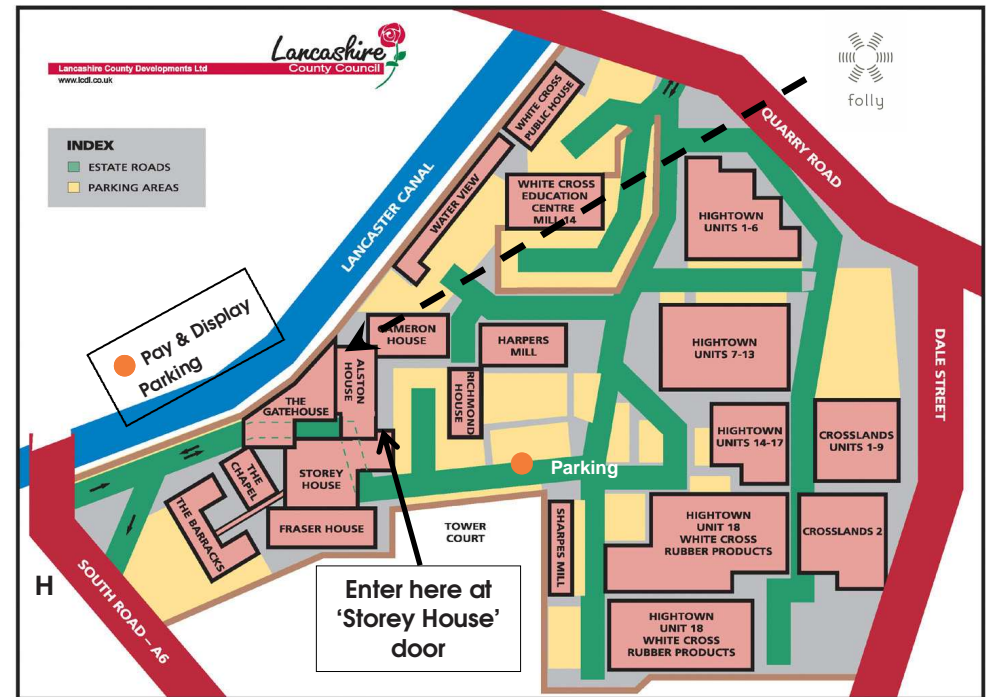 Lancashire
County Council
Lancashire County Developments Ltd
www.lcdl.co.uk
folly
INDEX
ESTATE ROADS
PARKING AREAS
QUARRY ROAD
LANCASTER CANAL
WHITE CROSS
PUBLIC HOUSE
WATER VIEW
WHITE CROSS
EDUCATION
CENTRE
MILL 14
HIGHTOWN
UNITS 1-6
Pay & Display
Parking
CAMERON
HOUSE
HARPERS
MILL
HIGHTOWN
UNITS 7-13
DALE STREET
ALSTON
HOUSE
RICHMOND
HOUSE
THE
GATEHOUSE
HIGHTOWN
UNITS 14-17
CROSSLANDS
UNITS 1-9
Parking
STOREY
HOUSE
THE
CHAPEL
THE BARRACKS
FRASER HOUSE
TOWER
COURT
SHARPES MILL
HIGHTOWN
UNIT 18
WHITE CROSS
RUBBER PRODUCTS
CROSSLANDS 2
H
SOUTH ROAD – A6
Enter here at
‘Storey House’
door
HIGHTOWN
UNIT 18
WHITE CROSS
RUBBER PRODUCTS